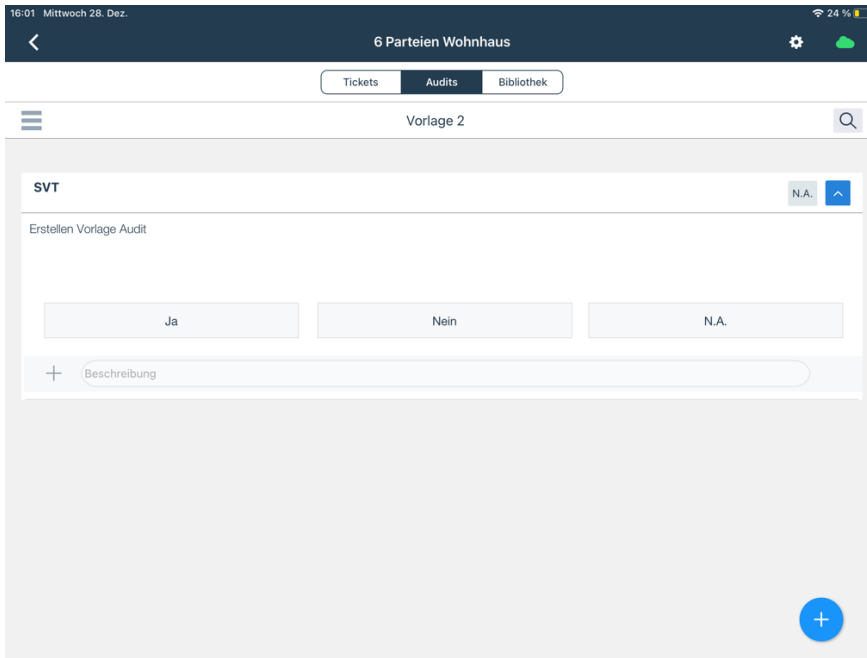 16:01 Mittwoch 28. Dez. 24 %
6 Parteien Wohnhaus
Tickets Audits Bibliothek
Vorlage 2
SVT N.A.
Erstellen Vorlage Audit
Ja Nein N.A.
Beschreibung